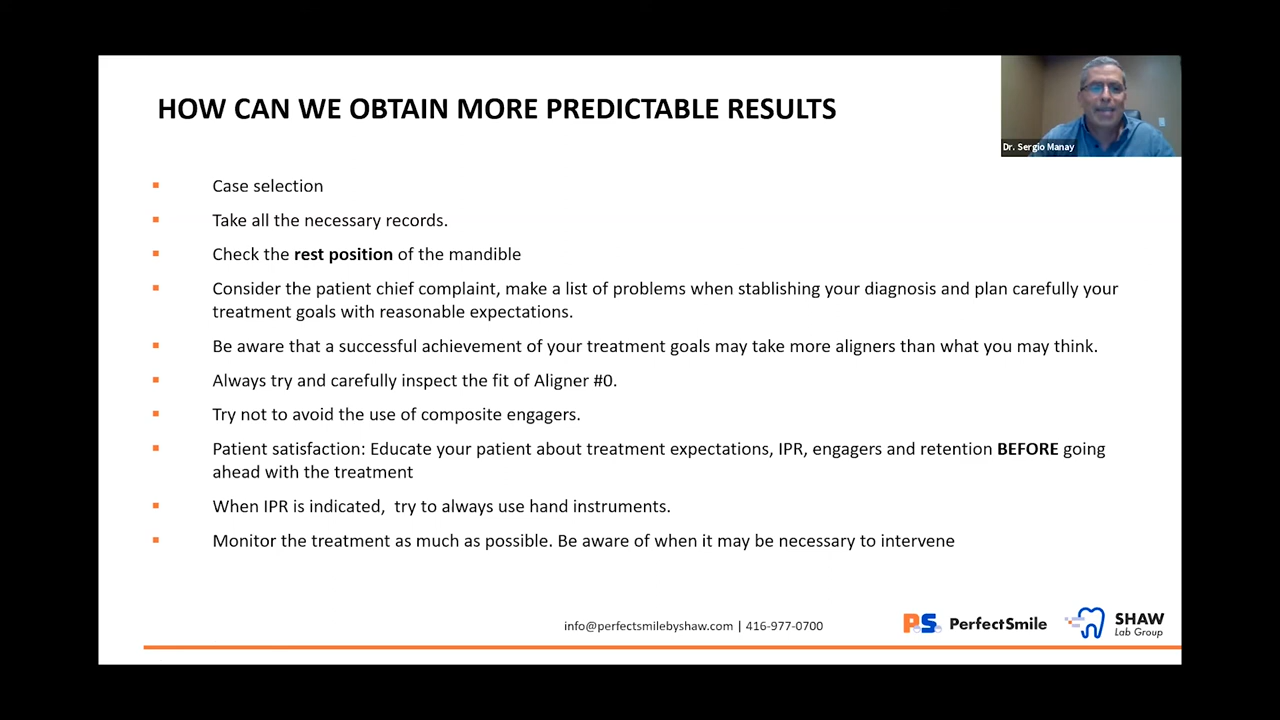 HOW CAN WE OBTAIN MORE PREDICTABLE RESULTS
Dr. Sergio Manay
▪ Case selection
▪ Take all the necessary records.
▪ Check the rest position of the mandible
▪ Consider the patient chief complaint, make a list of problems when stablishing your diagnosis and plan carefully your
treatment goals with reasonable expectations.
▪ Be aware that a successful achievement of your treatment goals may take more aligners than what you may think.
▪ Always try and carefully inspect the fit of Aligner #0.
▪ Try not to avoid the use of composite engagers.
▪ Patient satisfaction: Educate your patient about treatment expectations, IPR, engagers and retention BEFORE going
ahead with the treatment
▪ When IPR is indicated,  try to always use hand instruments.
▪ Monitor the treatment as much as possible. Be aware of when it may be necessary to intervene
info@perfectsmilebyshaw.com | 416-977-0700
PS PerfectSmile
SHAW
Lab Group